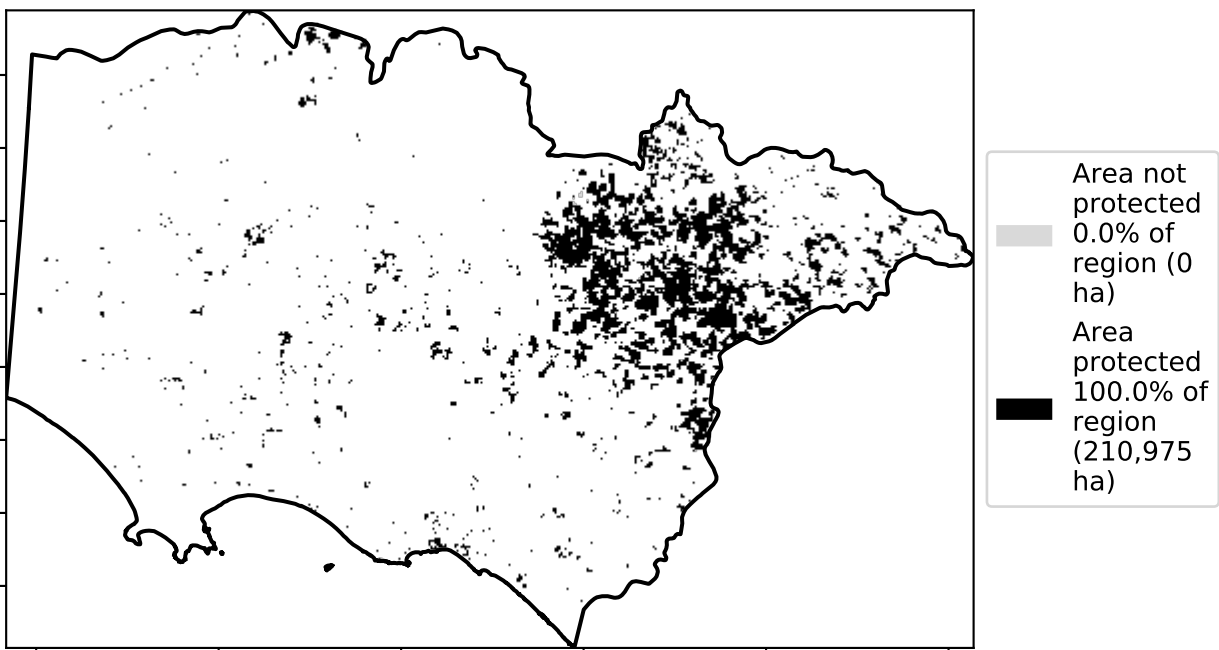 Area not
protected
0.0% of
region (0
ha)
Area
protected
100.0% of
region
(210,975
ha)